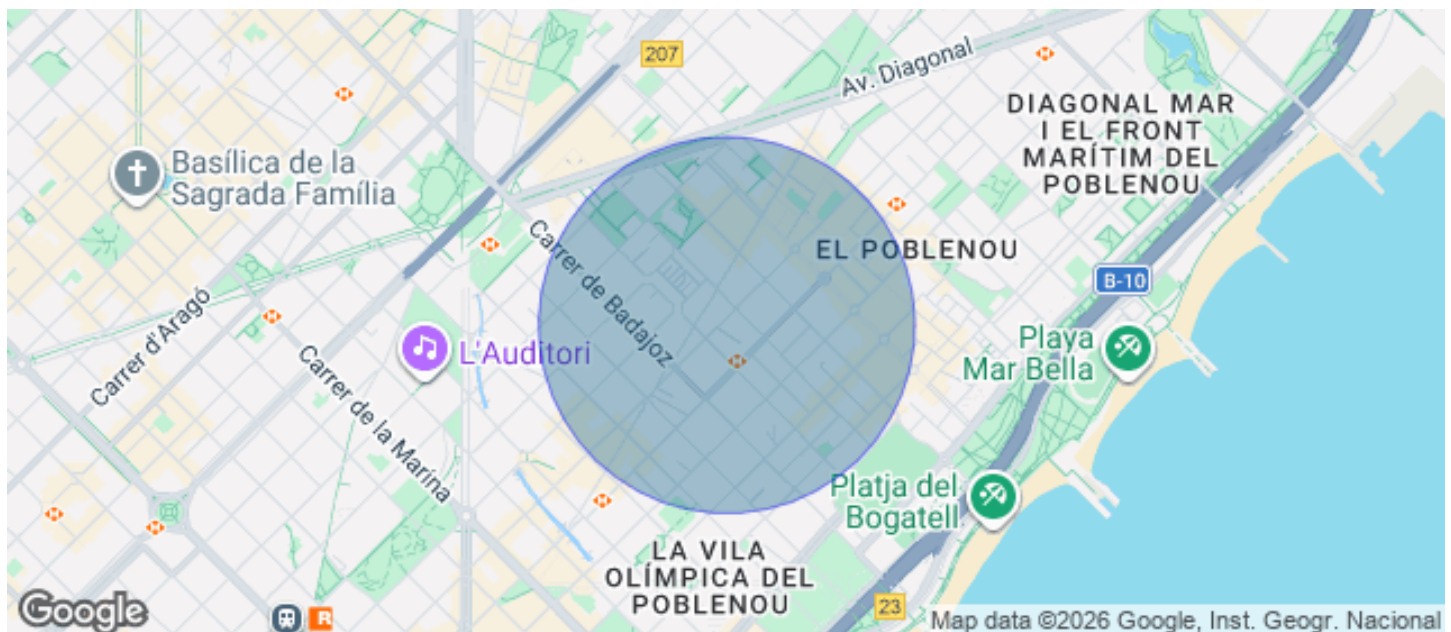 207
Av. Diagonal
DIAGONAL MAR
I EL FRONT
MARÍTIM DEL
POBLENOU
Basílica de la
Sagrada Família
EL POBLENOU
Carrer de Badajoz
B-10
Carrer d'Aragó
L'Auditori
Playa
Mar Bella
Carrer de la Marina
Platja del
Bogatell
LA VILA
OLÍMPICA DEL
POBLENOU
23
R
Google
Map data ©2026 Google, Inst. Geogr. Nacional